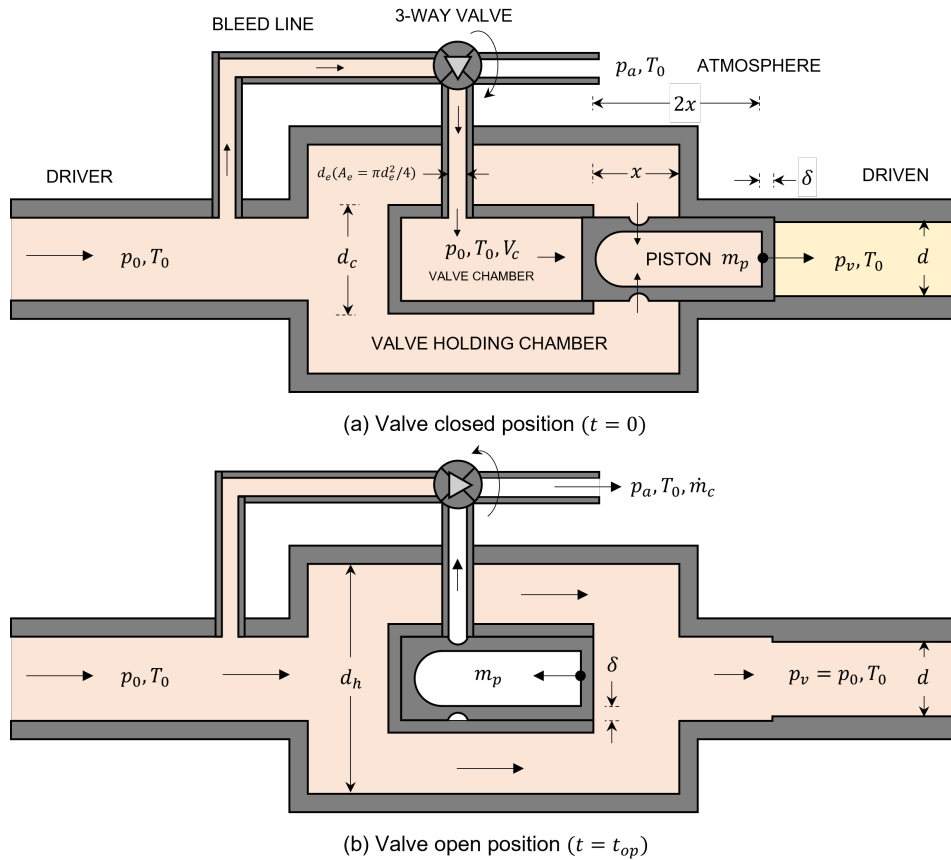 BLEED LINE
3-WAY VALVE
p_a, T_0
ATMOSPHERE
2x
DRIVER
d_e(A_e = πd_e^2/4)
x
δ
DRIVEN
p_0, T_0
d_c
p_0, T_0, V_c
VALVE CHAMBER
PISTON m_p
p_v, T_0
d
VALVE HOLDING CHAMBER
(a) Valve closed position (t = 0)
p_a, T_0, ṁ_c
p_0, T_0
d_h
m_p
δ
p_v = p_0, T_0
d
(b) Valve open position (t = t_op)